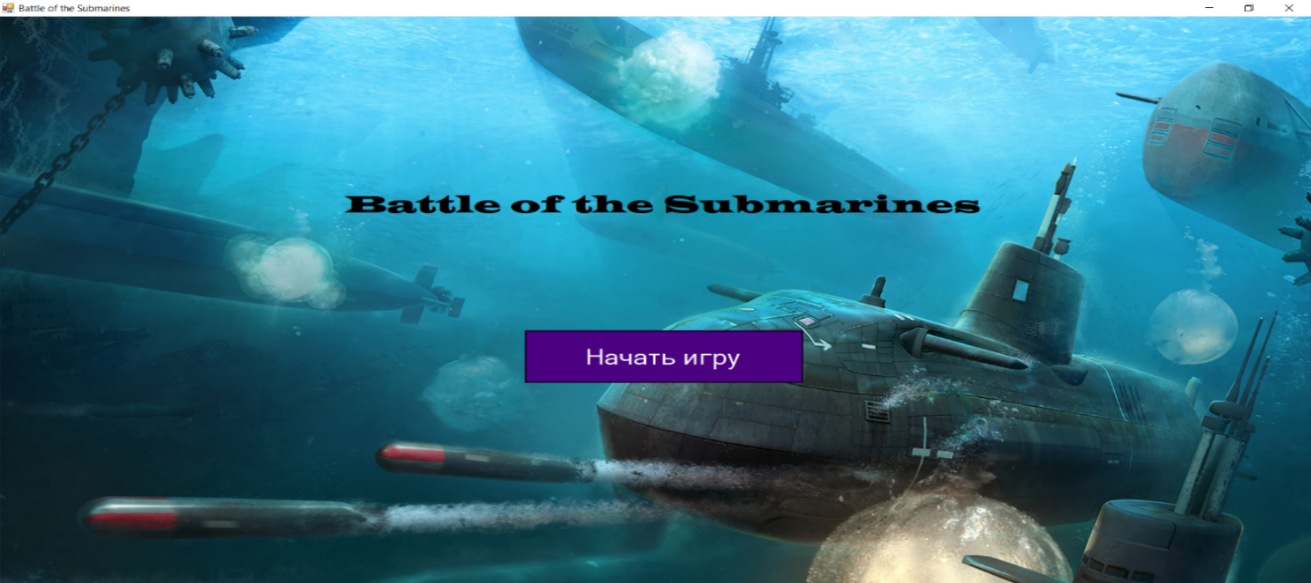 Battle of the Submarines
Battle of the Submarines
Начать игру